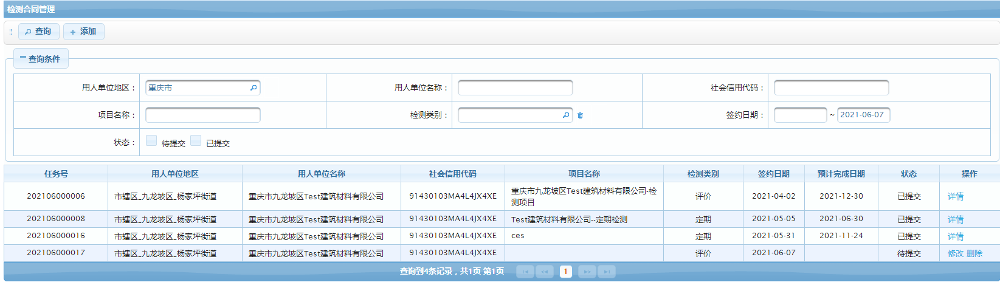 检测合同管理
查询 添加
查询条件
用人单位地区： 重庆市 用人单位名称： 社会信用代码：
项目名称： 检测类别： 签约日期： ~ 2021-06-07
状态： 待提交 已提交
任务号 用人单位地区 用人单位名称 社会信用代码 项目名称 检测类别 签约日期 预计完成日期 状态 操作
202106000006 市辖区_九龙坡区_杨家坪街道 重庆市九龙坡区Test建筑材料有限公司 91430103MA4L4JX4XE 重庆市九龙坡区Test建筑材料有限公司-检
测项目 评价 2021-04-02 2021-12-30 已提交 详情
202106000008 市辖区_九龙坡区_杨家坪街道 重庆市九龙坡区Test建筑材料有限公司 91430103MA4L4JX4XE Test建筑材料有限公司--定期检测 定期 2021-05-05 2021-06-30 已提交 详情
202106000016 市辖区_九龙坡区_杨家坪街道 重庆市九龙坡区Test建筑材料有限公司 91430103MA4L4JX4XE ces 定期 2021-05-31 2021-11-24 已提交 详情
202106000017 市辖区_九龙坡区_杨家坪街道 重庆市九龙坡区Test建筑材料有限公司 91430103MA4L4JX4XE 评价 2021-06-07 待提交 修改 删除
查询到4条记录，共1页 第1页 1